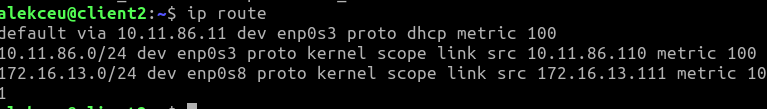 alekceu@client2:~$ ip route
default via 10.11.86.11 dev enp0s3 proto dhcp metric 100
10.11.86.0/24 dev enp0s3 proto kernel scope link src 10.11.86.110 metric 100
172.16.13.0/24 dev enp0s8 proto kernel scope link src 172.16.13.111 metric 10
1
alekceu@client2:~$